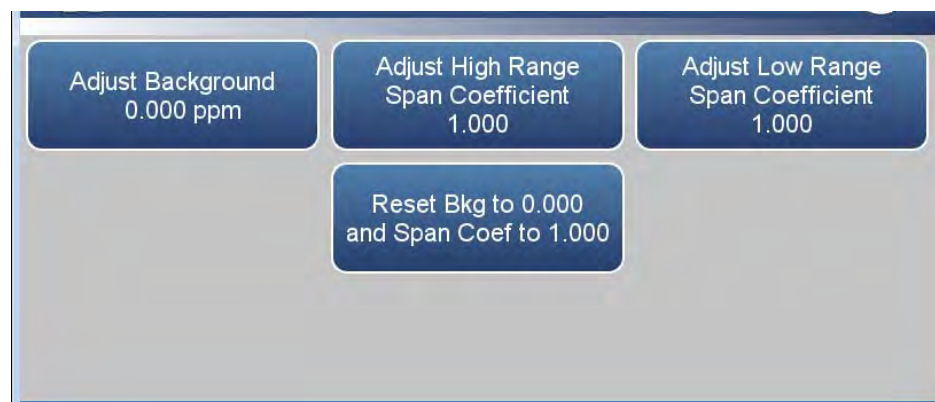 Adjust Background
0.000 ppm
Adjust High Range
Span Coefficient
1.000
Adjust Low Range
Span Coefficient
1.000
Reset Bkg to 0.000
and Span Coef to 1.000